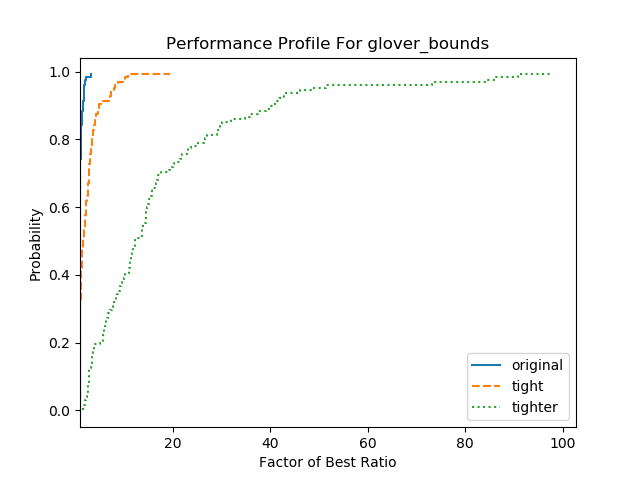 Performance Profile For glover_bounds
1.0
0.8
0.6
0.4
0.2
0.0
Probability
20
40
60
80
100
Factor of Best Ratio
original
tight
tighter